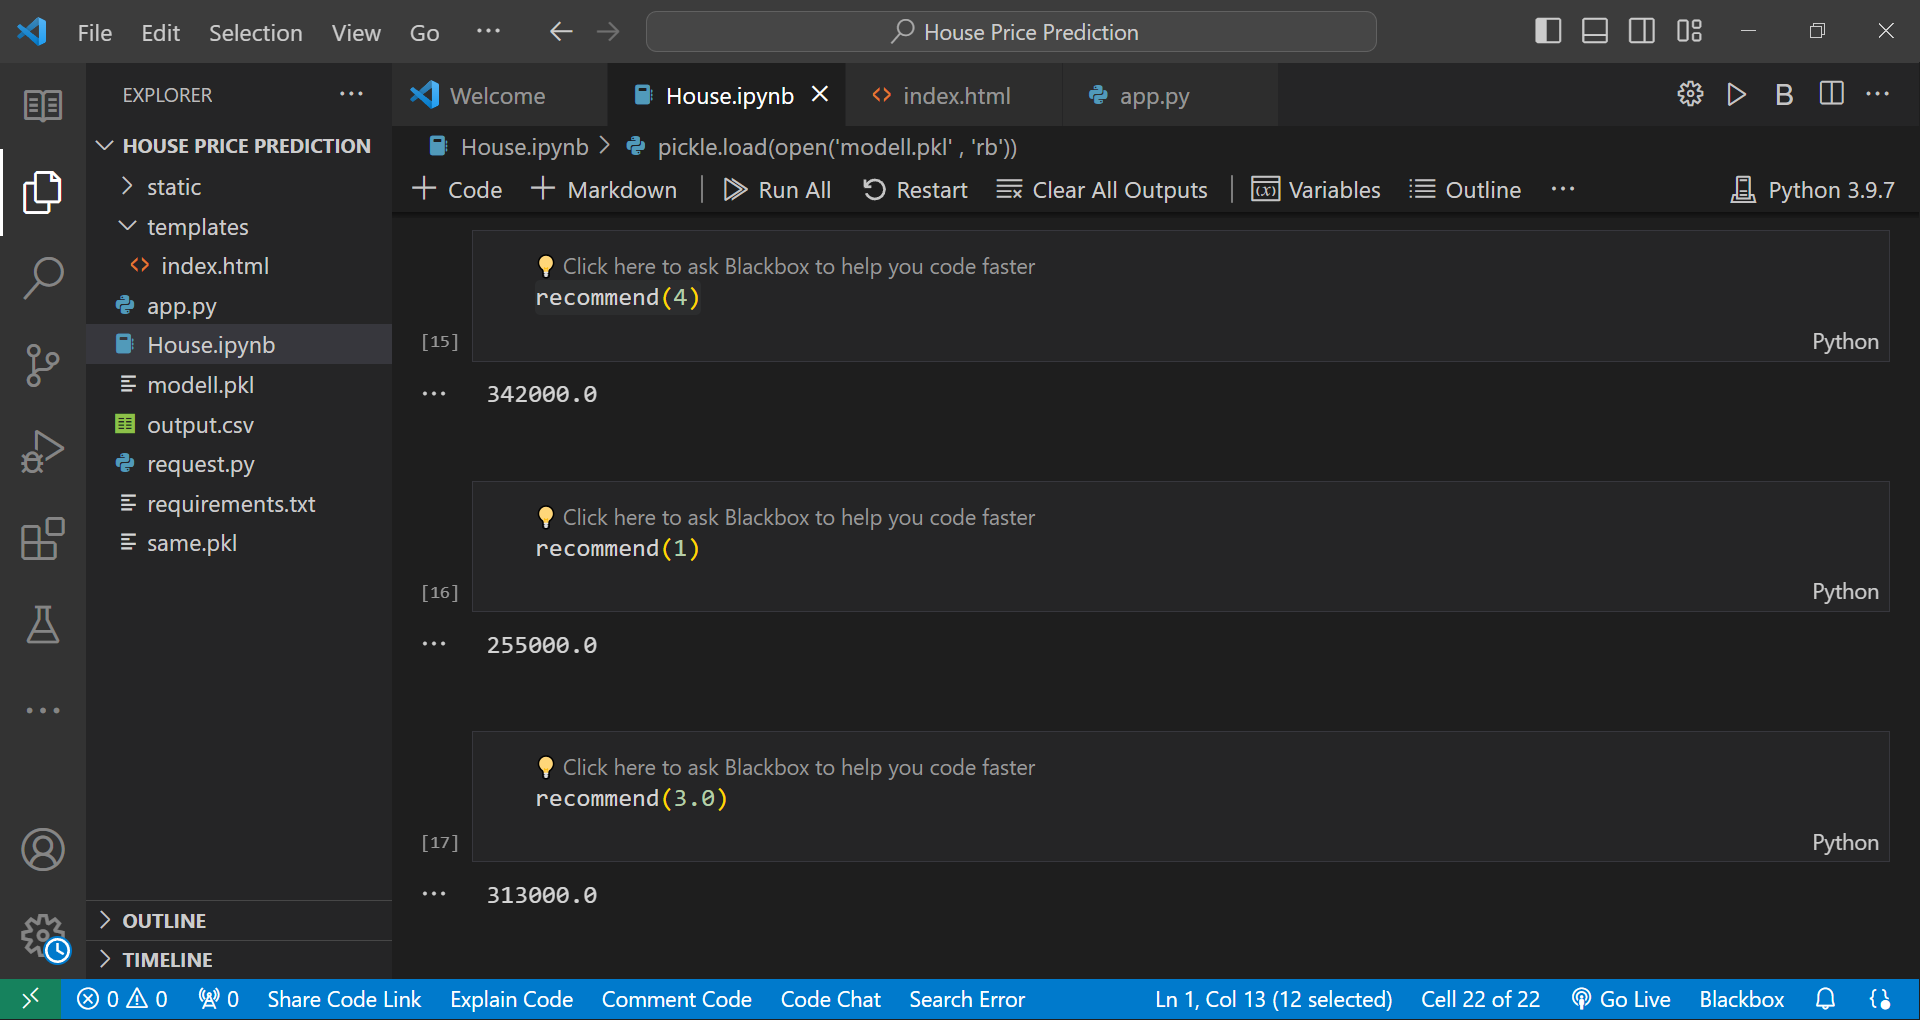 File Edit Selection View Go ··· House Price Prediction
EXPLORER ···
HOUSE PRICE PREDICTION
static
templates
index.html
app.py
House.ipynb
modell.pkl
output.csv
request.py
requirements.txt
same.pkl
OUTLINE
TIMELINE
Welcome House.ipynb index.html app.py B ···
House.ipynb > pickle.load(open('modell.pkl' , 'rb'))
+ Code + Markdown | Run All Restart Clear All Outputs | (x) Variables Outline ··· Python 3.9.7
Click here to ask Blackbox to help you code faster
recommend(4)
[15] Python
··· 342000.0
Click here to ask Blackbox to help you code faster
recommend(1)
[16] Python
··· 255000.0
Click here to ask Blackbox to help you code faster
recommend(3.0)
[17] Python
··· 313000.0
0 0 0 Share Code Link Explain Code Comment Code Code Chat Search Error Ln 1, Col 13 (12 selected) Cell 22 of 22 Go Live Blackbox